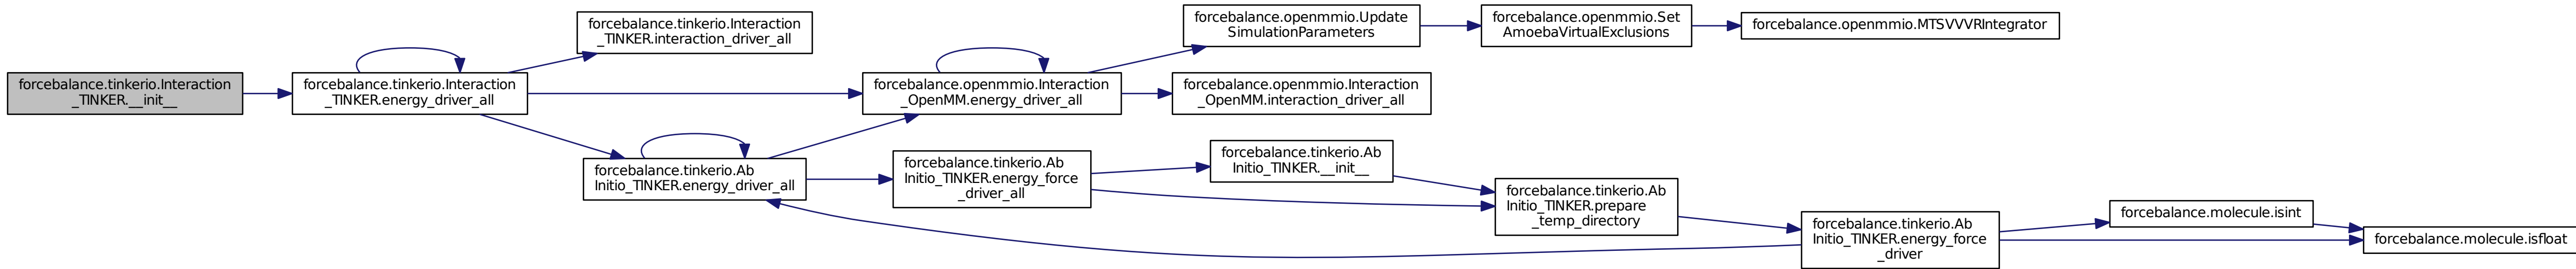 forcebalance.tinkerio.Interaction
_TINKER.__init__
forcebalance.tinkerio.Interaction
_TINKER.energy_driver_all
forcebalance.tinkerio.Interaction
_TINKER.interaction_driver_all
forcebalance.openmmio.Interaction
_OpenMM.energy_driver_all
forcebalance.openmmio.Update
SimulationParameters
forcebalance.openmmio.Set
AmoebaVirtualExclusions
forcebalance.openmmio.MTSVVVRIntegrator
forcebalance.openmmio.Interaction
_OpenMM.interaction_driver_all
forcebalance.tinkerio.Ab
Initio_TINKER.energy_driver_all
forcebalance.tinkerio.Ab
Initio_TINKER.energy_force
_driver_all
forcebalance.tinkerio.Ab
Initio_TINKER.__init__
forcebalance.tinkerio.Ab
Initio_TINKER.prepare
_temp_directory
forcebalance.tinkerio.Ab
Initio_TINKER.energy_force
_driver
forcebalance.molecule.isint
forcebalance.molecule.isfloat